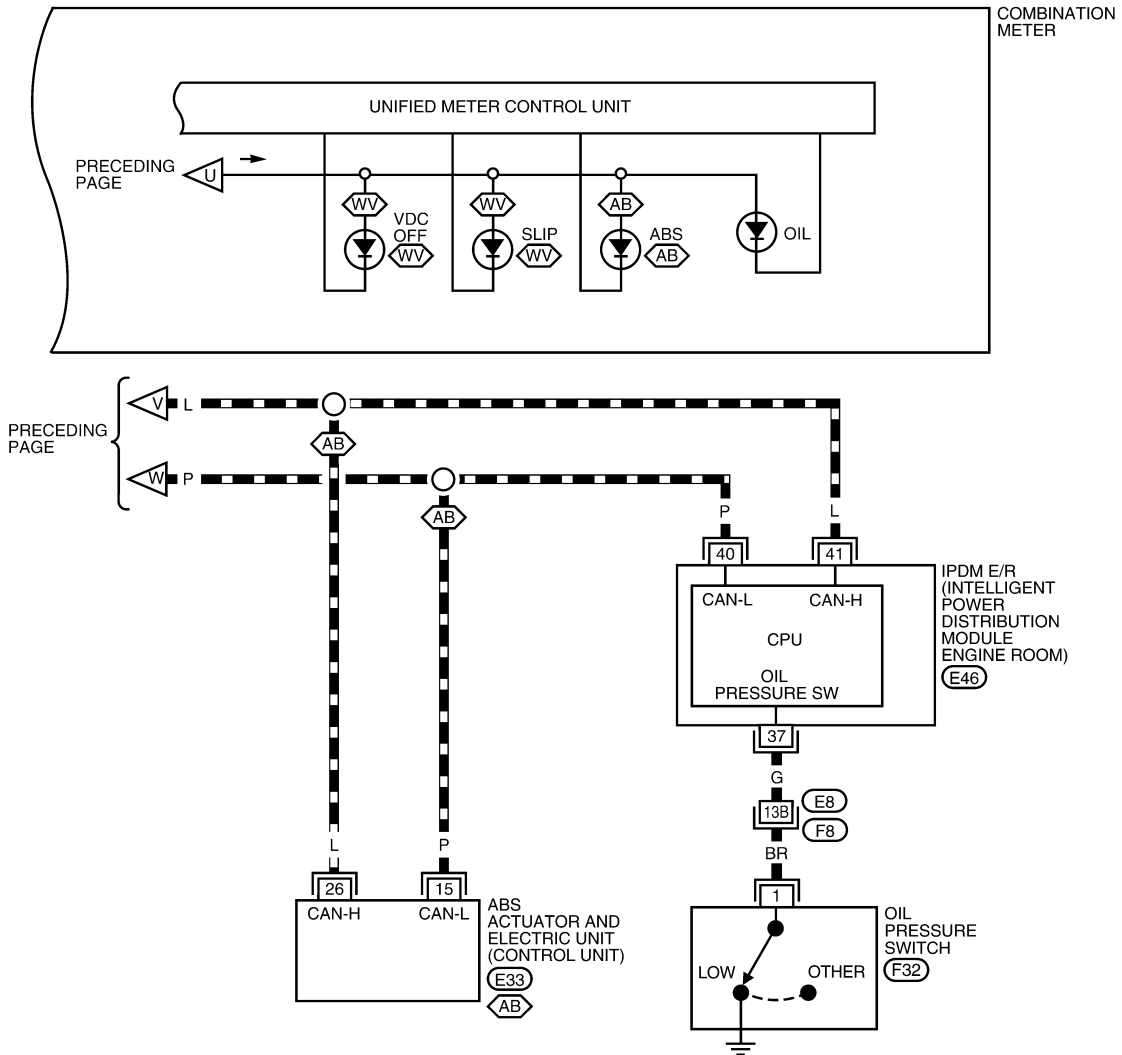 COMBINATION
METER
UNIFIED METER CONTROL UNIT
PRECEDING
PAGE
U
WV
WV
AB
VDC
OFF
WV
SLIP
WV
ABS
AB
OIL
PRECEDING
PAGE
V
L
AB
W
P
AB
P
L
40
41
CAN-L
CAN-H
CPU
OIL
PRESSURE SW
IPDM E/R
(INTELLIGENT
POWER
DISTRIBUTION
MODULE
ENGINE ROOM)
E46
37
G
13B
E8
F8
BR
L
P
26
15
CAN-H
CAN-L
ABS
ACTUATOR AND
ELECTRIC UNIT
(CONTROL UNIT)
E33
AB
1
LOW
OTHER
OIL
PRESSURE
SWITCH
F32